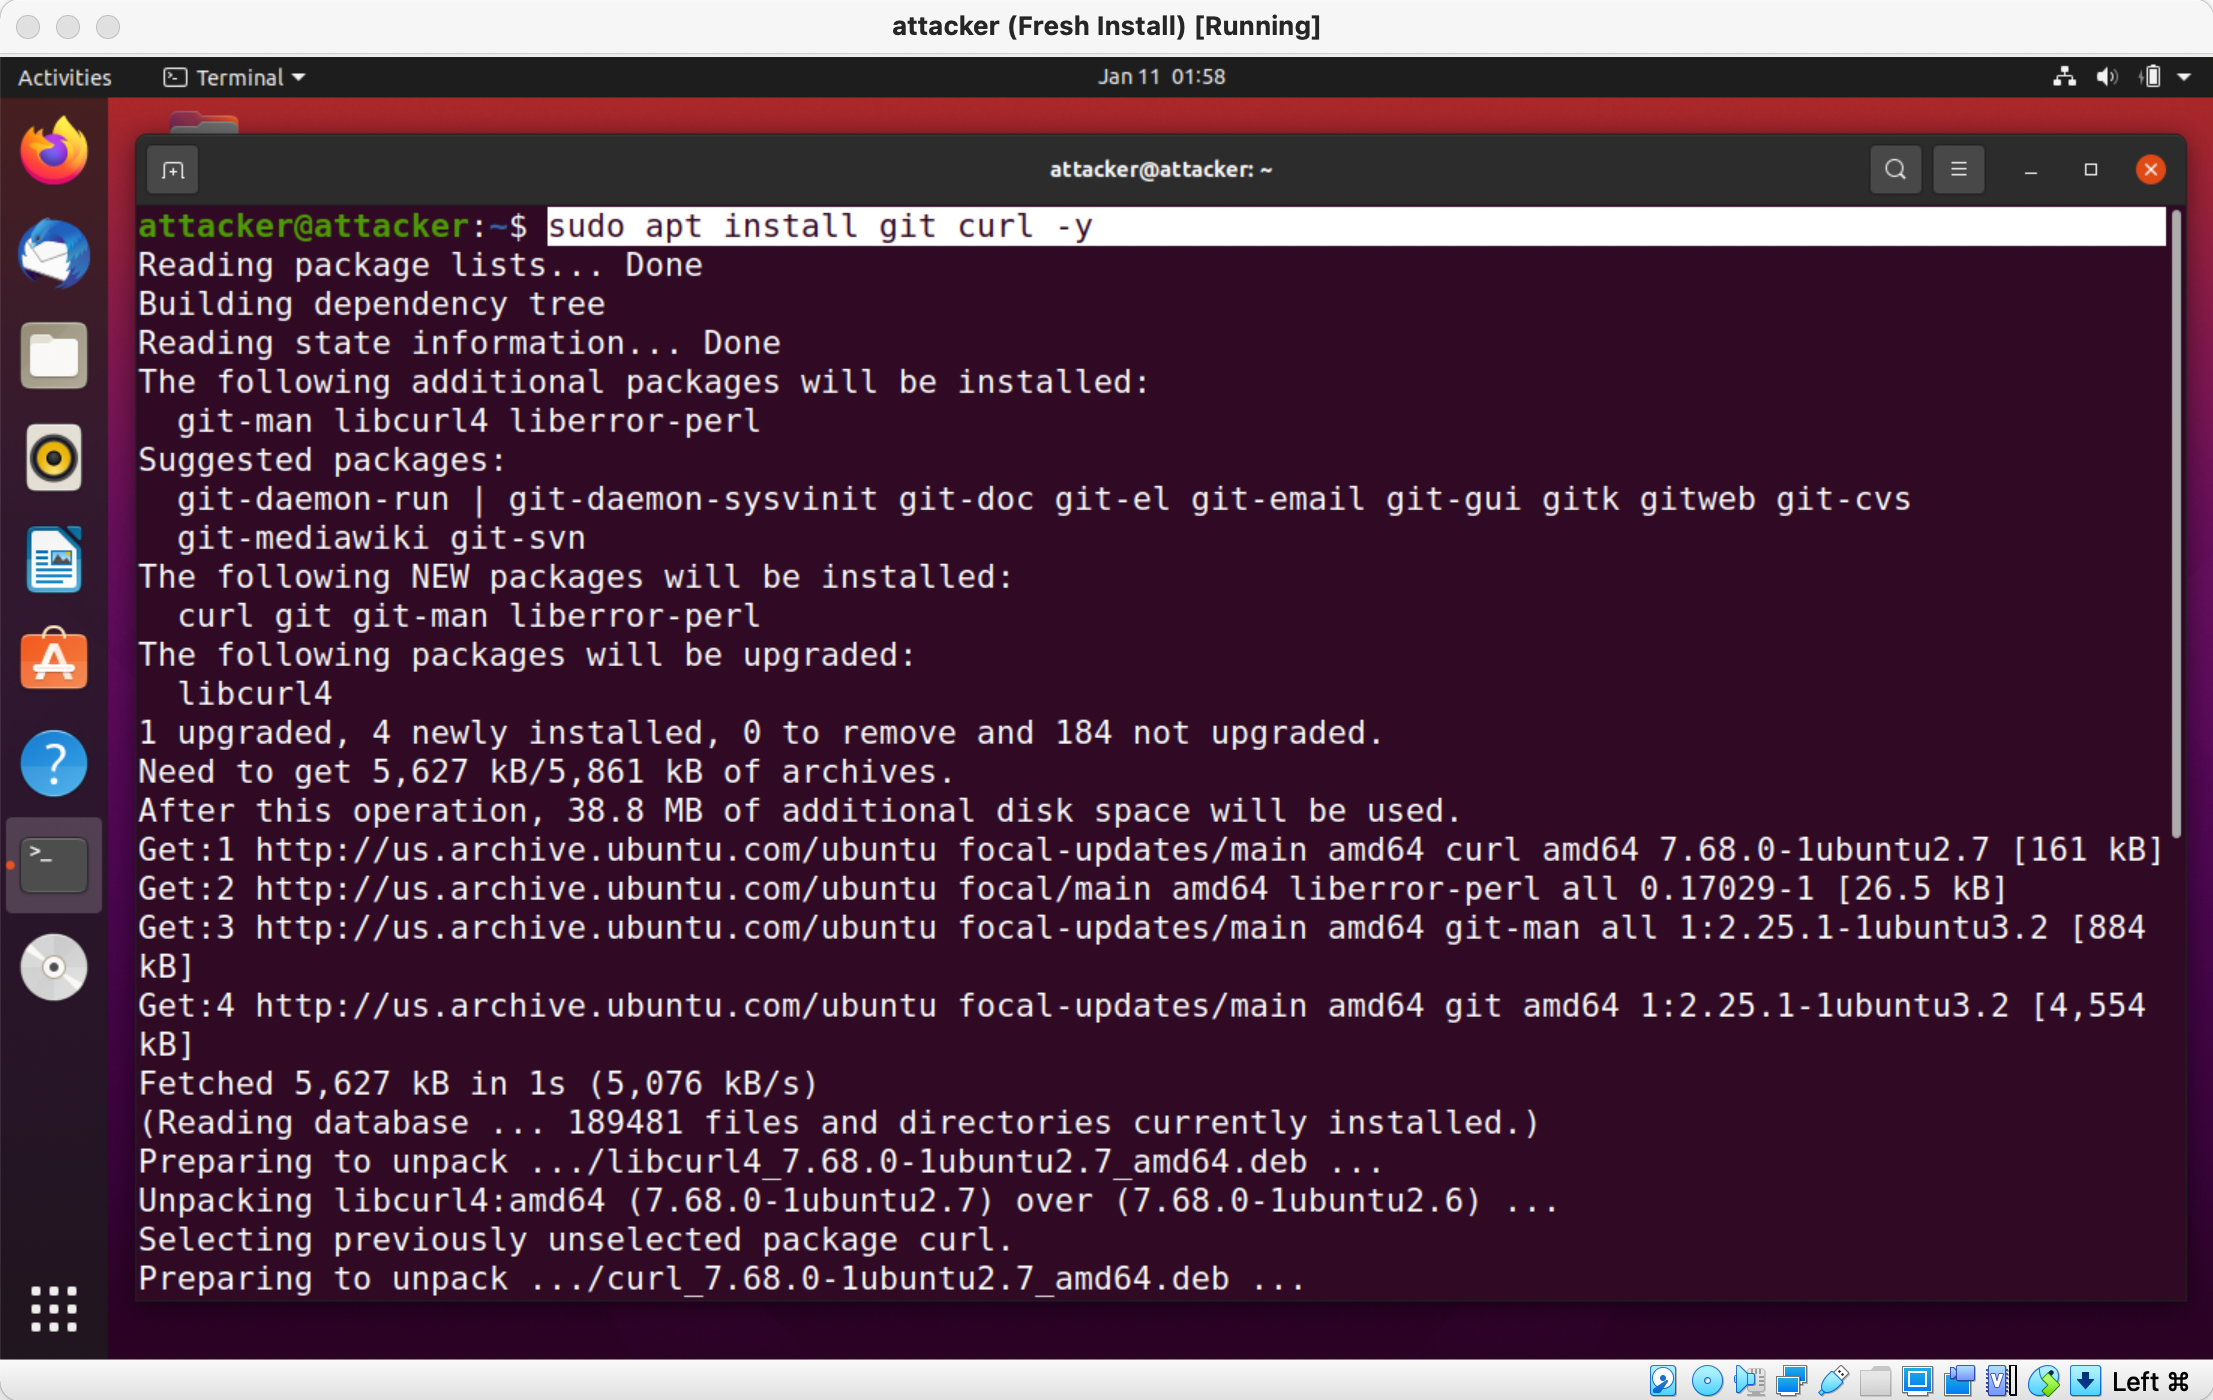 attacker (Fresh Install) [Running]
Activities
Terminal
Jan 11 01:58
attacker@attacker: ~
attacker@attacker:~$ sudo apt install git curl -y
Reading package lists... Done
Building dependency tree
Reading state information... Done
The following additional packages will be installed:
git-man libcurl4 liberror-perl
Suggested packages:
git-daemon-run | git-daemon-sysvinit git-doc git-el git-email git-gui gitk gitweb git-cvs
git-mediawiki git-svn
The following NEW packages will be installed:
curl git git-man liberror-perl
The following packages will be upgraded:
libcurl4
1 upgraded, 4 newly installed, 0 to remove and 184 not upgraded.
Need to get 5,627 kB/5,861 kB of archives.
After this operation, 38.8 MB of additional disk space will be used.
Get:1 http://us.archive.ubuntu.com/ubuntu focal-updates/main amd64 curl amd64 7.68.0-1ubuntu2.7 [161 kB]
Get:2 http://us.archive.ubuntu.com/ubuntu focal/main amd64 liberror-perl all 0.17029-1 [26.5 kB]
Get:3 http://us.archive.ubuntu.com/ubuntu focal-updates/main amd64 git-man all 1:2.25.1-1ubuntu3.2 [884
kB]
Get:4 http://us.archive.ubuntu.com/ubuntu focal-updates/main amd64 git amd64 1:2.25.1-1ubuntu3.2 [4,554
kB]
Fetched 5,627 kB in 1s (5,076 kB/s)
(Reading database ... 189481 files and directories currently installed.)
Preparing to unpack .../libcurl4_7.68.0-1ubuntu2.7_amd64.deb ...
Unpacking libcurl4:amd64 (7.68.0-1ubuntu2.7) over (7.68.0-1ubuntu2.6) ...
Selecting previously unselected package curl.
Preparing to unpack .../curl_7.68.0-1ubuntu2.7_amd64.deb ...
Left ⌘